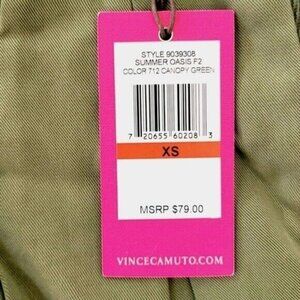 STYLE 9039308
SUMMER OASIS F2
COLOR 712 CANOPY GREEN
7 20655 60208 3
XS
MSRP $79.00
VINCECAMUTO.COM